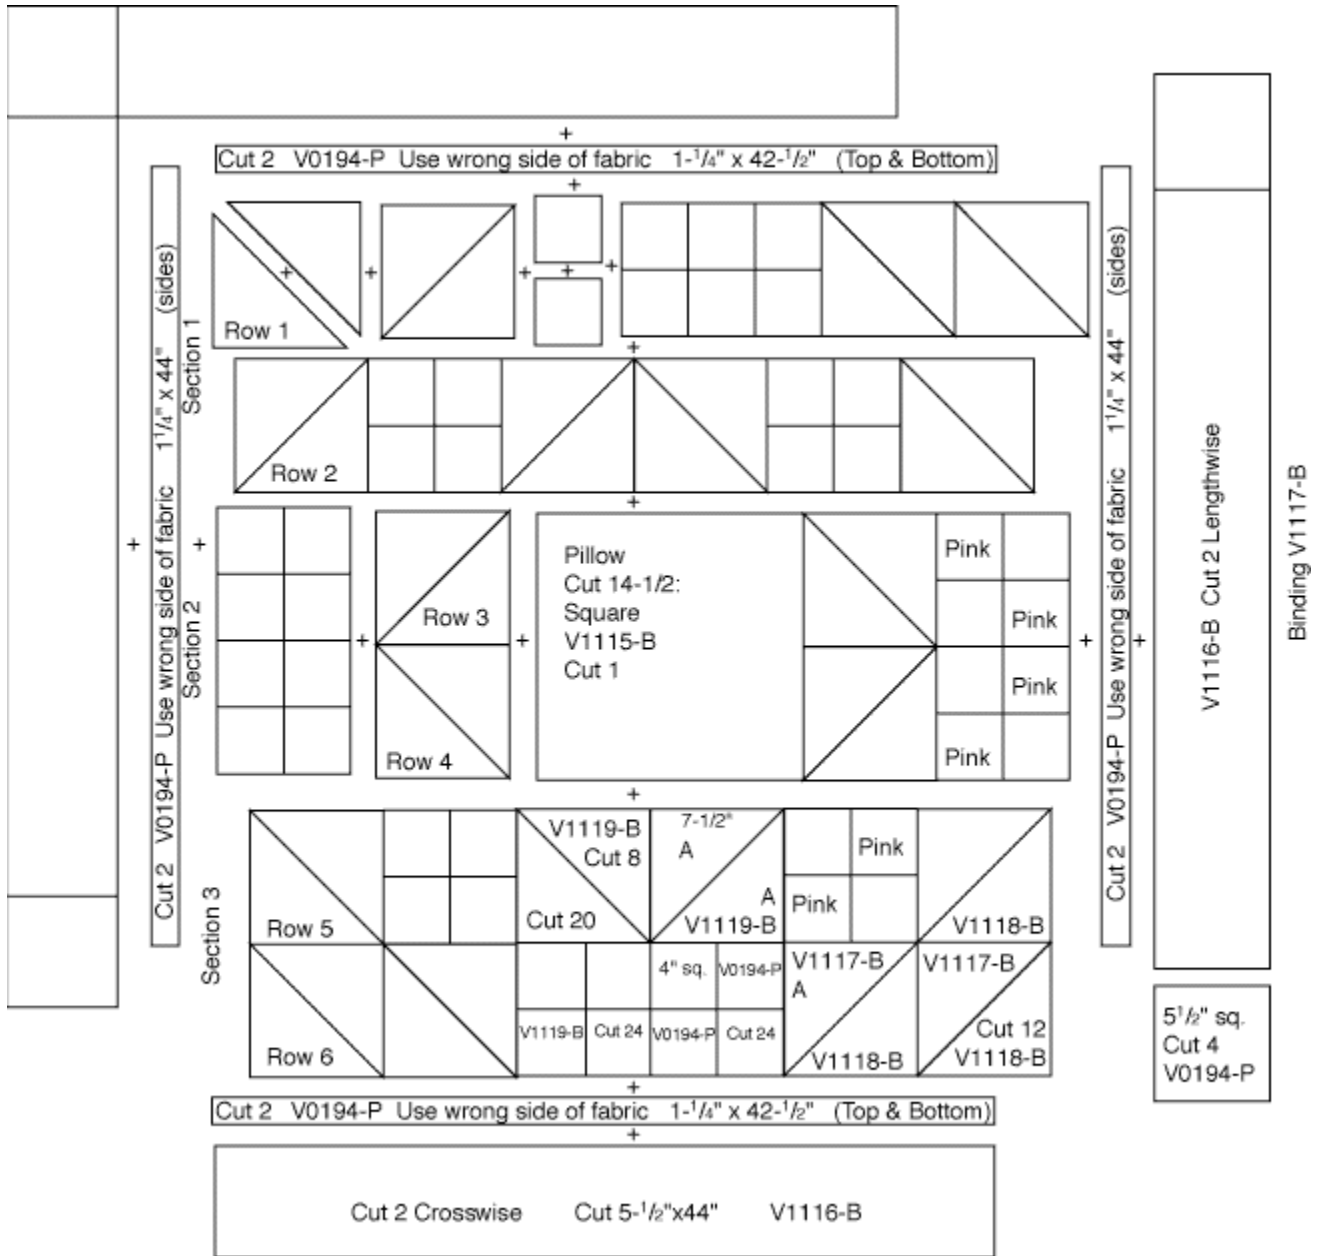 Cut 2 V0194-P Use wrong side of fabric 1-1/4" x 42-1/2" (Top & Bottom)
Cut 2 V0194-P Use wrong side of fabric 1 1/4" x 44" (sides)
Section 1
Row 1
Row 2
Section 2
Row 3
Row 4
Pillow
Cut 14-1/2:
Square
V1115-B
Cut 1
Pink
Pink
Pink
Pink
Cut 2 V0194-P Use wrong side of fabric 1 1/4" x 44" (sides)
V1116-B Cut 2 Lengthwise
Binding V1117-B
Section 3
Row 5
V1119-B
Cut 8
Cut 20
7-1/2"
A
A
V1119-B
Pink
Pink
V1118-B
Row 6
4" sq.
V0194-P
V1119-B
Cut 24
V0194-P
Cut 24
V1117-B
A
V1118-B
V1117-B
Cut 12
V1118-B
5 1/2" sq.
Cut 4
V0194-P
Cut 2 V0194-P Use wrong side of fabric 1-1/4" x 42-1/2" (Top & Bottom)
Cut 2 Crosswise Cut 5-1/2"x44" V1116-B